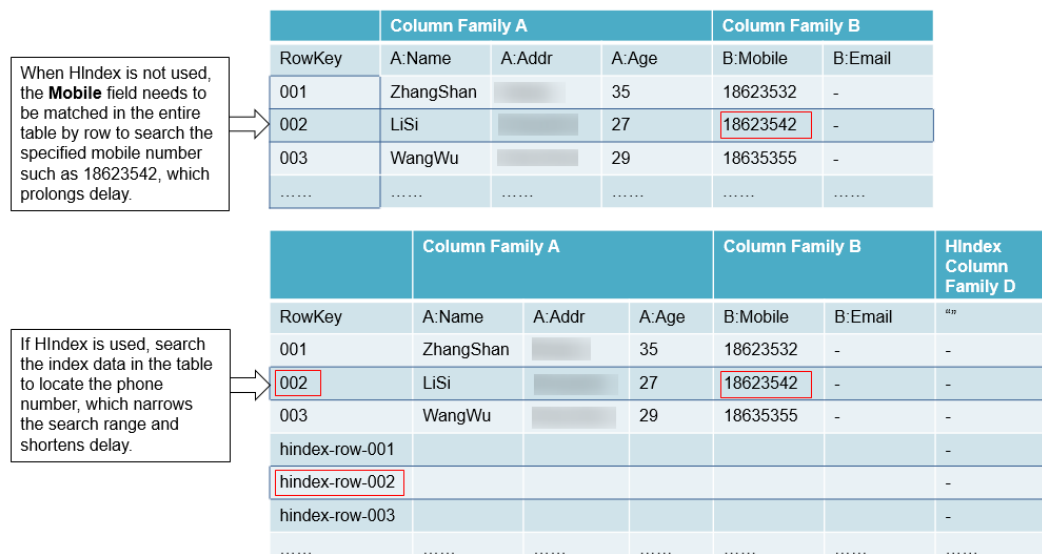 Column Family A Column Family B
RowKey A:Name A:Addr A:Age B:Mobile B:Email
001 ZhangShan 35 18623532 -
002 LiSi 27 18623542 -
003 WangWu 29 18635355 -
...... ...... ...... ...... ...... ......
When HIndex is not used,
the Mobile field needs to
be matched in the entire
table by row to search the
specified mobile number
such as 18623542, which
prolongs delay.
Column Family A Column Family B HIndex
Column
Family D
RowKey A:Name A:Addr A:Age B:Mobile B:Email “”
001 ZhangShan 35 18623532 - -
002 LiSi 27 18623542 - -
003 WangWu 29 18635355 - -
hindex-row-001 -
hindex-row-002 -
hindex-row-003 -
...... ...... ...... ...... ...... ...... ......
If HIndex is used, search
the index data in the table
to locate the phone
number, which narrows
the search range and
shortens delay.